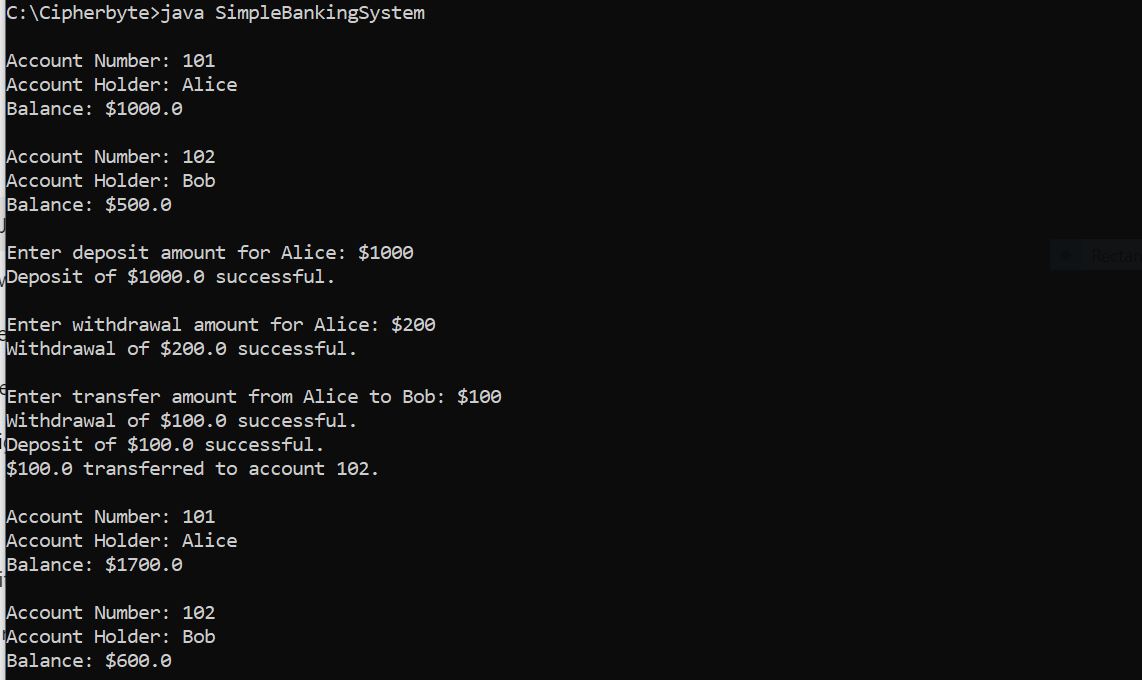 C:\Cipherbyte>java SimpleBankingSystem
Account Number: 101
Account Holder: Alice
Balance: $1000.0
Account Number: 102
Account Holder: Bob
Balance: $500.0
Enter deposit amount for Alice: $1000
Deposit of $1000.0 successful.
Enter withdrawal amount for Alice: $200
Withdrawal of $200.0 successful.
Enter transfer amount from Alice to Bob: $100
Withdrawal of $100.0 successful.
Deposit of $100.0 successful.
$100.0 transferred to account 102.
Account Number: 101
Account Holder: Alice
Balance: $1700.0
Account Number: 102
Account Holder: Bob
Balance: $600.0